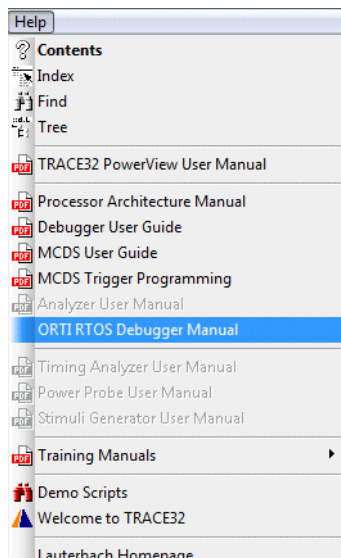 Help
Contents
Index
Find
Tree
TRACE32 PowerView User Manual
Processor Architecture Manual
Debugger User Guide
MCDS User Guide
MCDS Trigger Programming
Analyzer User Manual
ORTI RTOS Debugger Manual
Timing Analyzer User Manual
Power Probe User Manual
Stimuli Generator User Manual
Training Manuals
Demo Scripts
Welcome to TRACE32
Lauterbach Homepage